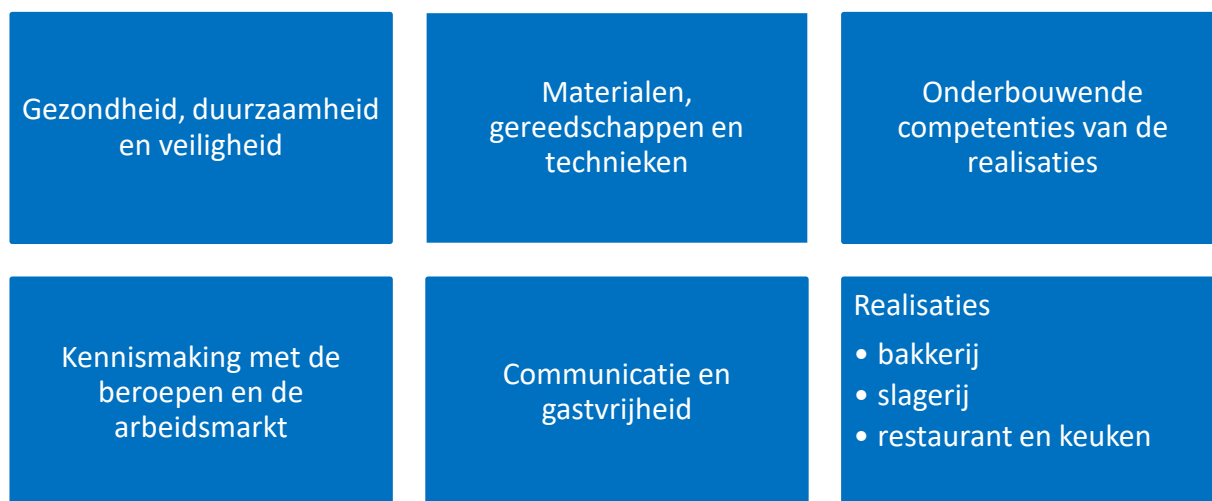 Gezondheid, duurzaamheid
en veiligheid
Materialen,
gereedschappen en
technieken
Onderbouwende
competenties van de
realisaties
Kennismaking met de
beroepen en de
arbeidsmarkt
Communicatie en
gastvrijheid
Realisaties
• bakkerij
• slagerij
• restaurant en keuken